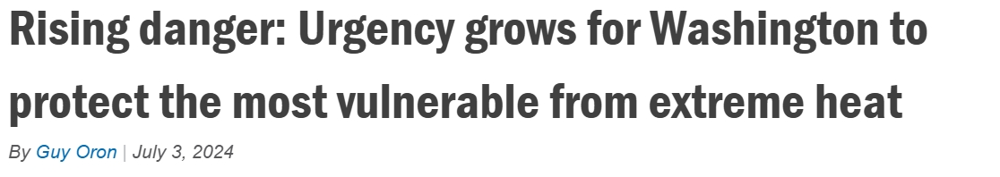 Rising danger: Urgency grows for Washington to
protect the most vulnerable from extreme heat
By Guy Oron | July 3, 2024